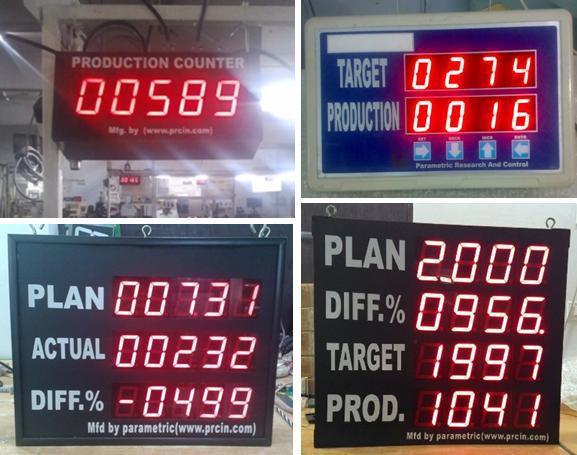 PRODUCTION COUNTER
00589
Mfg. by (www.prcin.com)
TARGET 0274
PRODUCTION 0016
Parametric Research And Control
PLAN 00731
ACTUAL 00232
DIFF.% -0499
Mfd by parametric(www.prcin.com)
PLAN 2000
DIFF.% 0956.
TARGET 1997
PROD. 1041
Mfd by parametric(www.prcin.com)